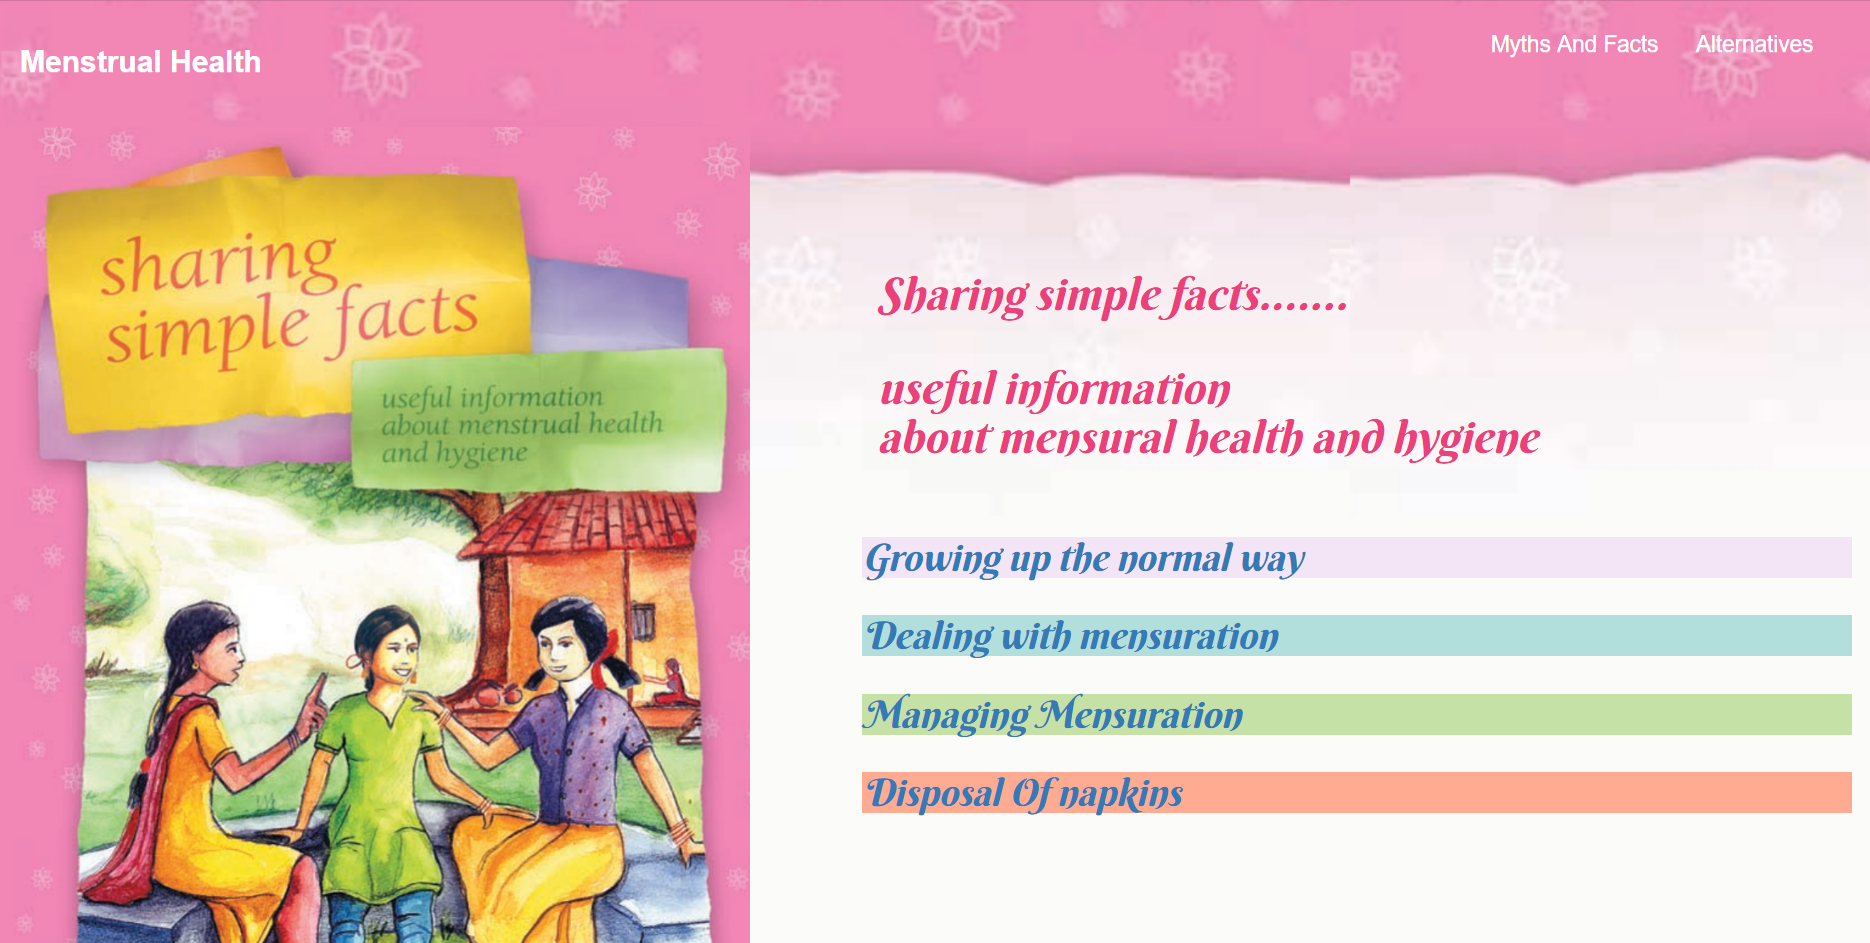 Menstrual Health
Myths And Facts
Alternatives
sharing
simple facts
useful information
about menstrual health
and hygiene
Sharing simple facts.......
useful information
about mensural health and hygiene
Growing up the normal way
Dealing with mensuration
Managing Mensuration
Disposal Of napkins